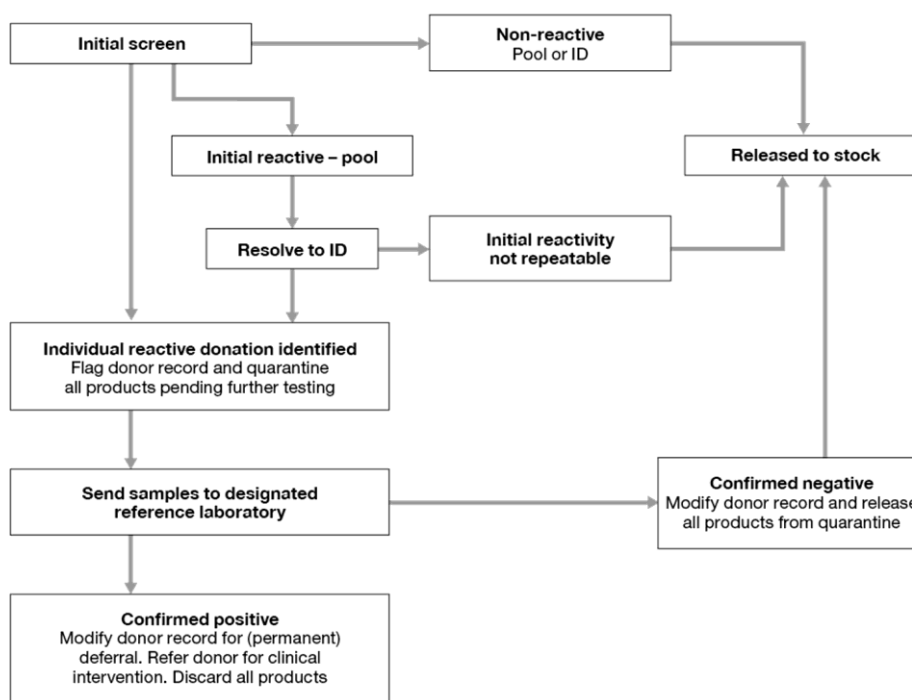 Initial screen
Non-reactive
Pool or ID
Initial reactive – pool
Released to stock
Resolve to ID
Initial reactivity
not repeatable
Individual reactive donation identified
Flag donor record and quarantine
all products pending further testing
Send samples to designated
reference laboratory
Confirmed negative
Modify donor record and release
all products from quarantine
Confirmed positive
Modify donor record for (permanent)
deferral. Refer donor for clinical
intervention. Discard all products